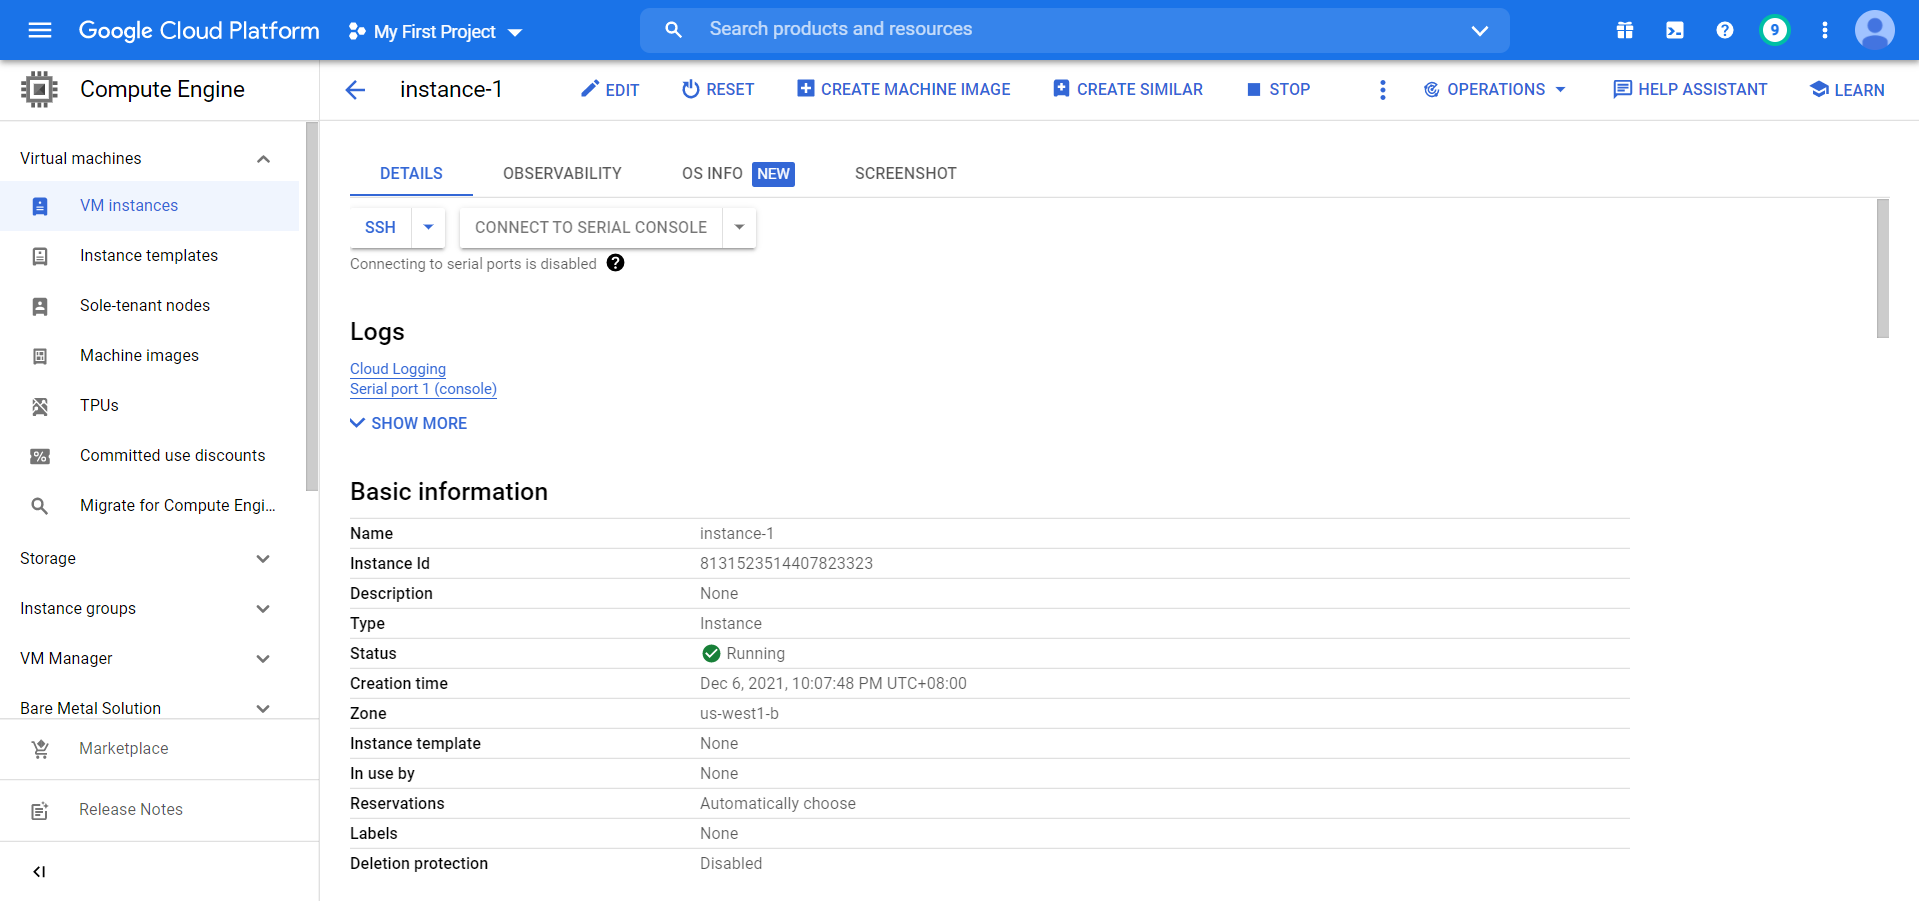 Google Cloud Platform
My First Project
Search products and resources
9
Compute Engine
instance-1
EDIT
RESET
CREATE MACHINE IMAGE
CREATE SIMILAR
STOP
OPERATIONS
HELP ASSISTANT
LEARN
Virtual machines
VM instances
Instance templates
Sole-tenant nodes
Machine images
TPUs
Committed use discounts
Migrate for Compute Engi...
Storage
Instance groups
VM Manager
Bare Metal Solution
Marketplace
Release Notes
DETAILS
OBSERVABILITY
OS INFO NEW
SCREENSHOT
SSH
CONNECT TO SERIAL CONSOLE
Connecting to serial ports is disabled
Logs
Cloud Logging
Serial port 1 (console)
SHOW MORE
Basic information
Name instance-1
Instance Id 8131523514407823323
Description None
Type Instance
Status Running
Creation time Dec 6, 2021, 10:07:48 PM UTC+08:00
Zone us-west1-b
Instance template None
In use by None
Reservations Automatically choose
Labels None
Deletion protection Disabled